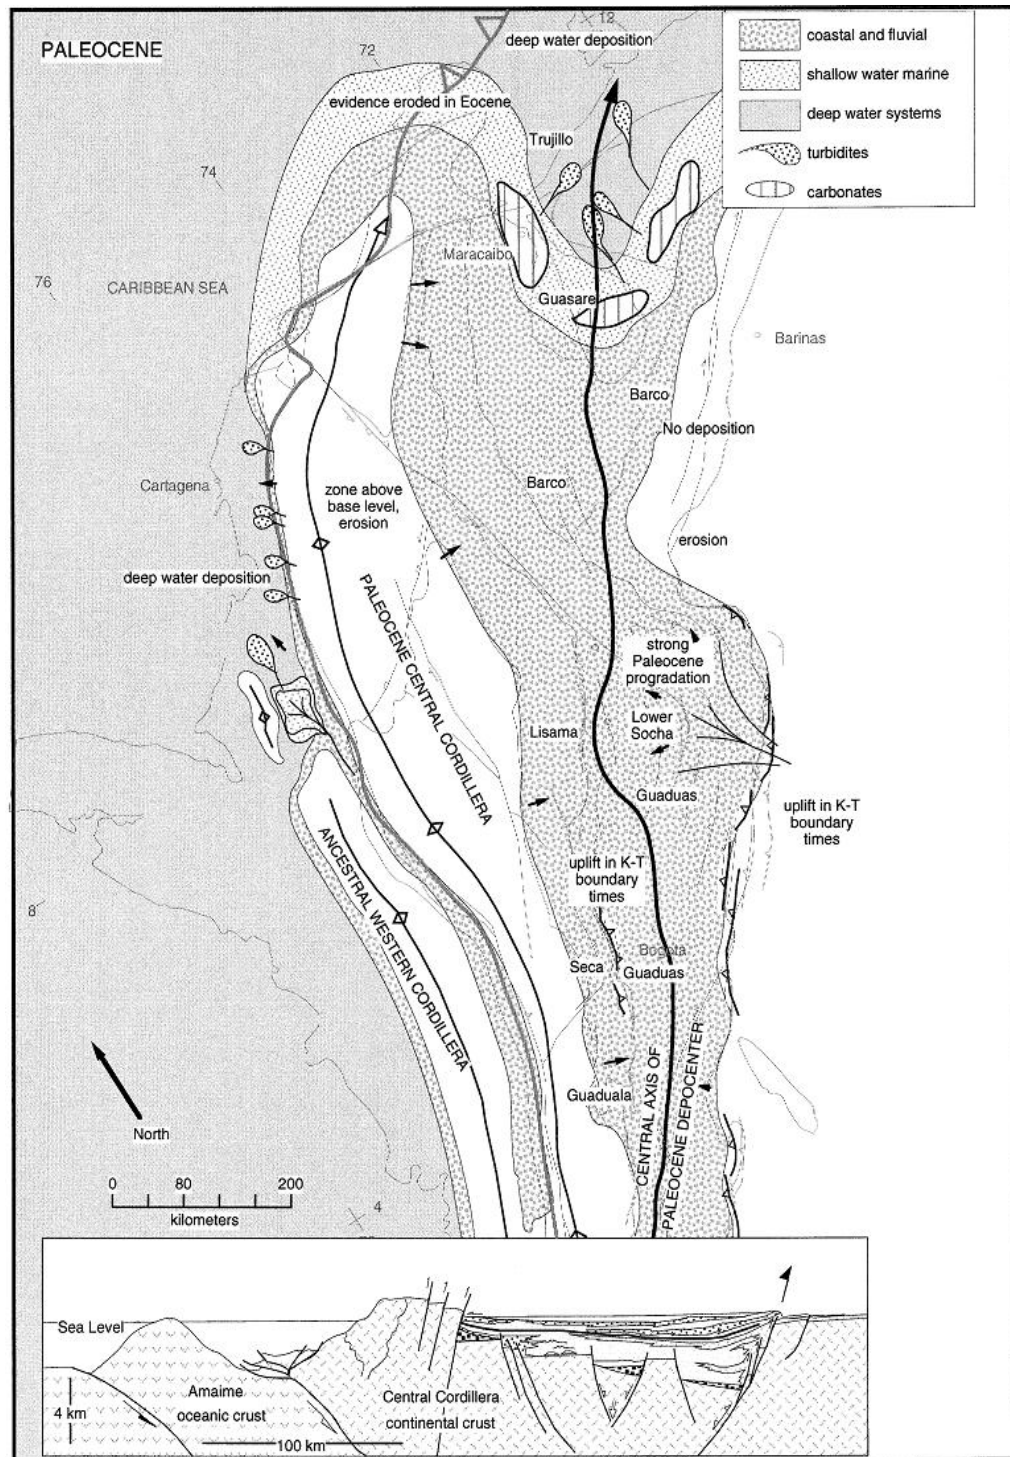 PALEOCENE
12
72
deep water deposition
coastal and fluvial
shallow water marine
deep water systems
turbidites
carbonates
evidence eroded in Eocene
Trujillo
74
Maracaibo
76
CARIBBEAN SEA
Guasare
Barinas
Barco
No deposition
Cartagena
zone above
base level,
erosion
Barco
erosion
deep water deposition
PALEOCENE CENTRAL CORDILLERA
strong
Paleocene
progradation
Lisama
Lower
Socha
Guaduas
uplift in K-T
boundary
times
ANCESTRAL WESTERN CORDILLERA
uplift in K-T
boundary
times
8
Bogota
Seca
Guaduas
Guaduala
CENTRAL AXIS OF
PALEOCENE DEPOCENTER
North
0 80 200
kilometers
4
Sea Level
Amaime
oceanic crust
Central Cordillera
continental crust
4 km
100 km